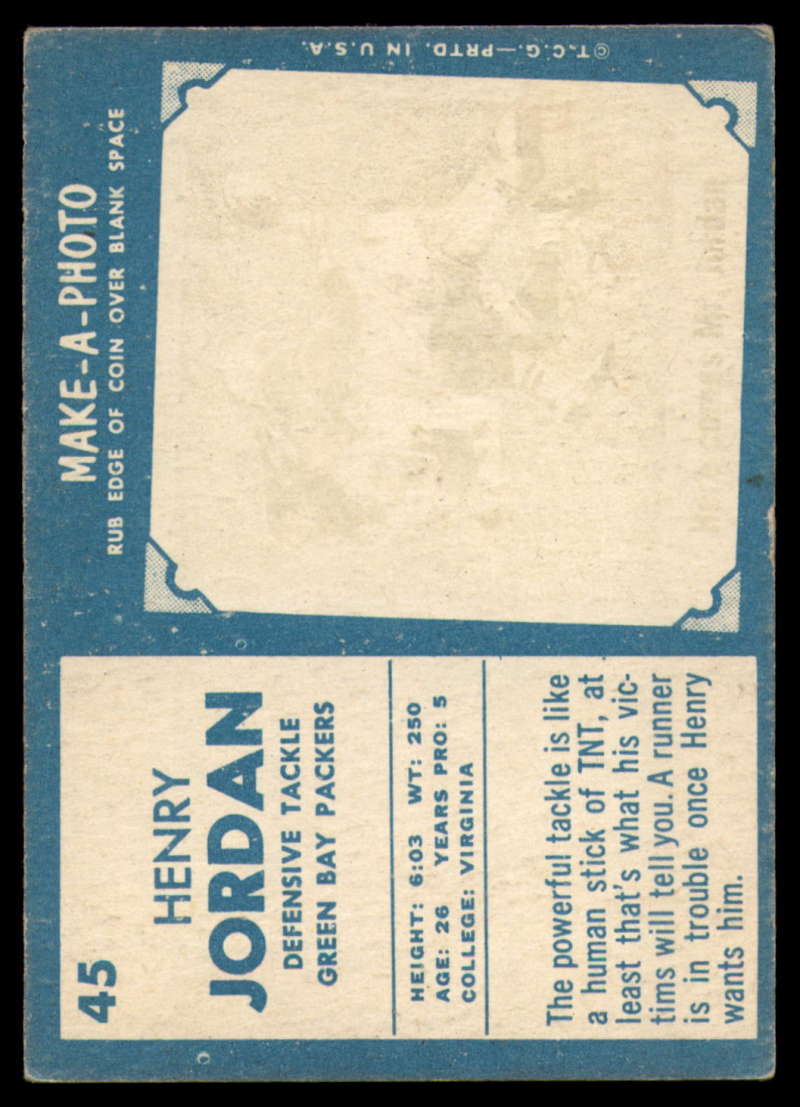 45
HENRY
JORDAN
DEFENSIVE TACKLE
GREEN BAY PACKERS
HEIGHT: 6:03 WT: 250
AGE: 26 YEARS PRO: 5
COLLEGE: VIRGINIA
The powerful tackle is like
a human stick of TNT, at
least that's what his vic-
tims will tell you. A runner
is in trouble once Henry
wants him.
MAKE-A-PHOTO
RUB EDGE OF COIN OVER BLANK SPACE
©T.C.G.—PRTD. IN U.S.A.